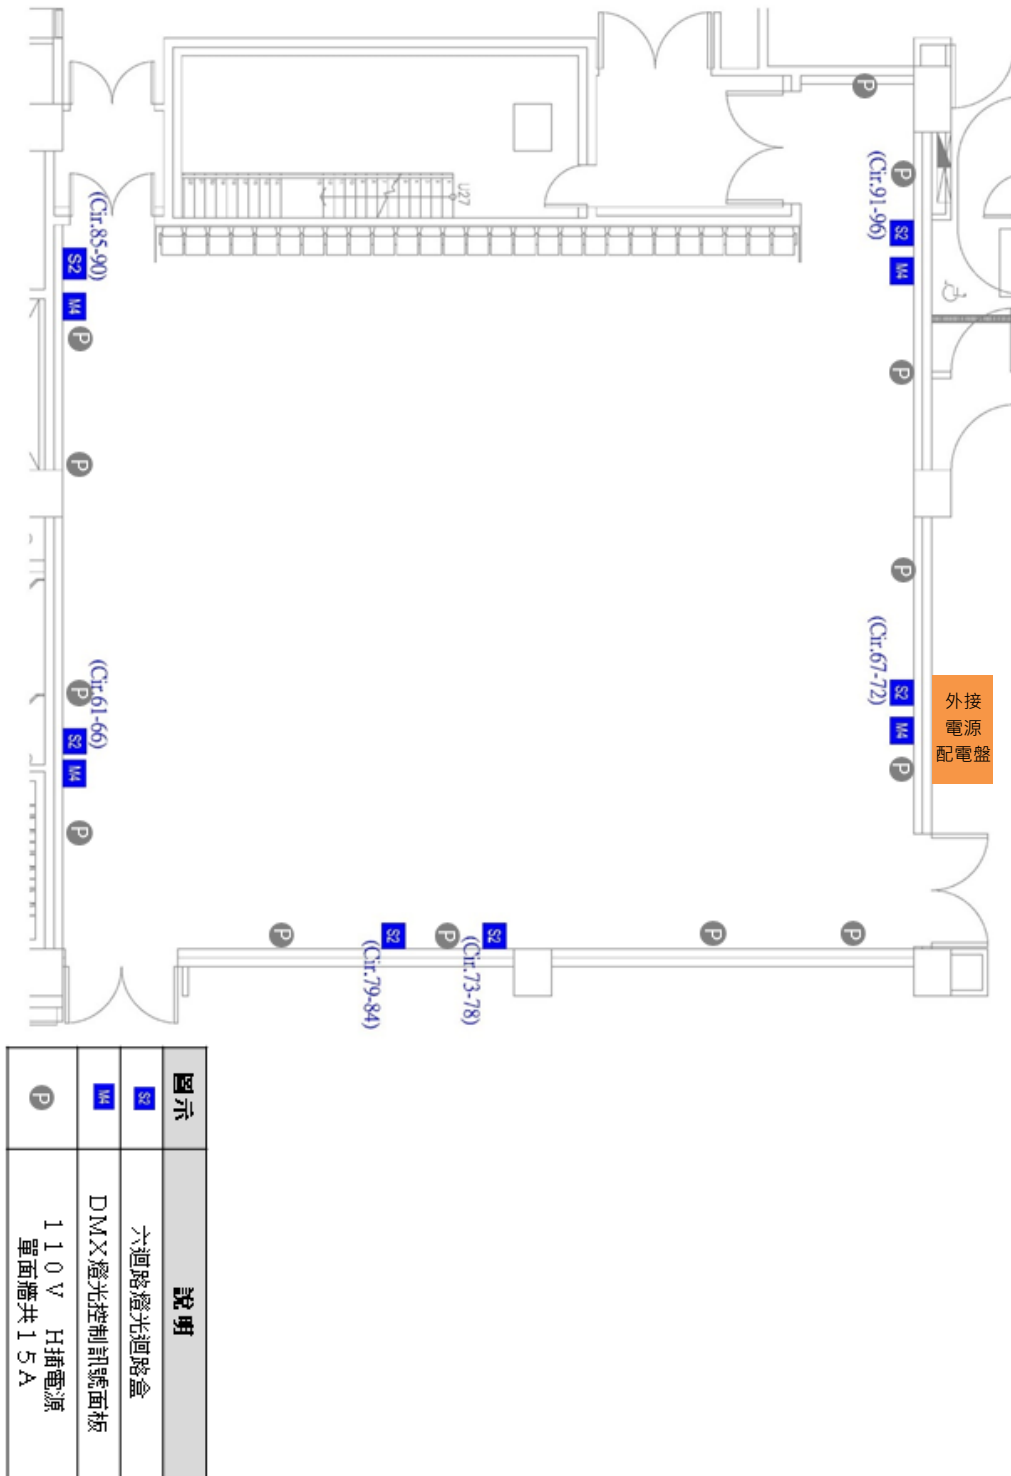 U27
P
(Cir.91-96)
P
S2
M4
(Cir.85-90)
S2
M4
P
P
P
P
(Cir.67-72)
S2
M4
P
外接
電源
配電盤
(Cir.61-66)
P
S2
M4
P
P
S2
(Cir.79-84)
P
S2
(Cir.73-78)
P
P
圖示
說明
S2
六迴路燈光迴路盒
M4
DMX燈光控制訊號面板
P
110V H插電源
單面牆共15A